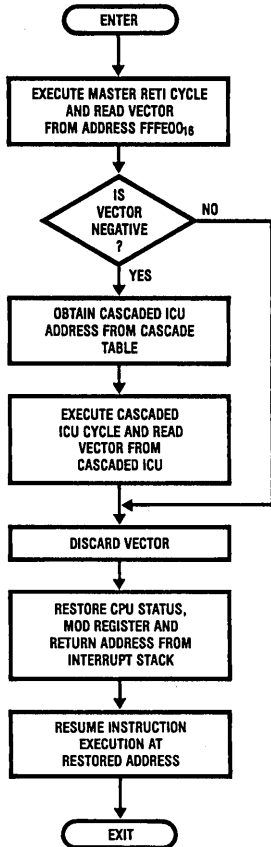 ENTER
EXECUTE MASTER RETI CYCLE
AND READ VECTOR
FROM ADDRESS FFFE00₁₆
IS
VECTOR
NEGATIVE
?
NO
YES
OBTAIN CASCADED ICU
ADDRESS FROM CASCADE
TABLE
EXECUTE CASCADED
ICU CYCLE AND READ
VECTOR FROM
CASCADED ICU
DISCARD VECTOR
RESTORE CPU STATUS,
MOD REGISTER AND
RETURN ADDRESS FROM
INTERRUPT STACK
RESUME INSTRUCTION
EXECUTION AT
RESTORED ADDRESS
EXIT